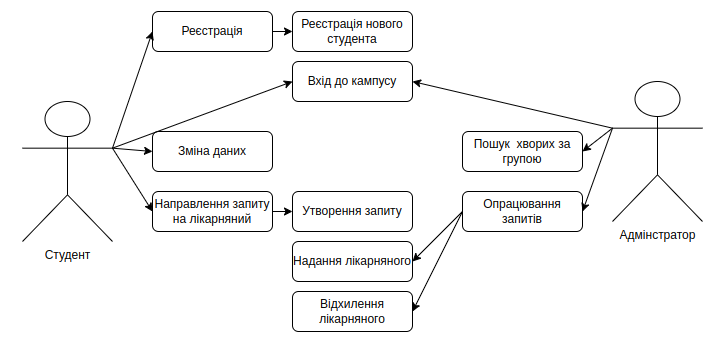 Реєстрація
Реєстрація нового
студента
Вхід до кампусу
Зміна даних
Пошук хворих за
групою
Направлення запиту
на лікарняний
Утворення запиту
Опрацювання
запитів
Студент
Адмінстратор
Надання лікарняного
Відхилення
лікарняного